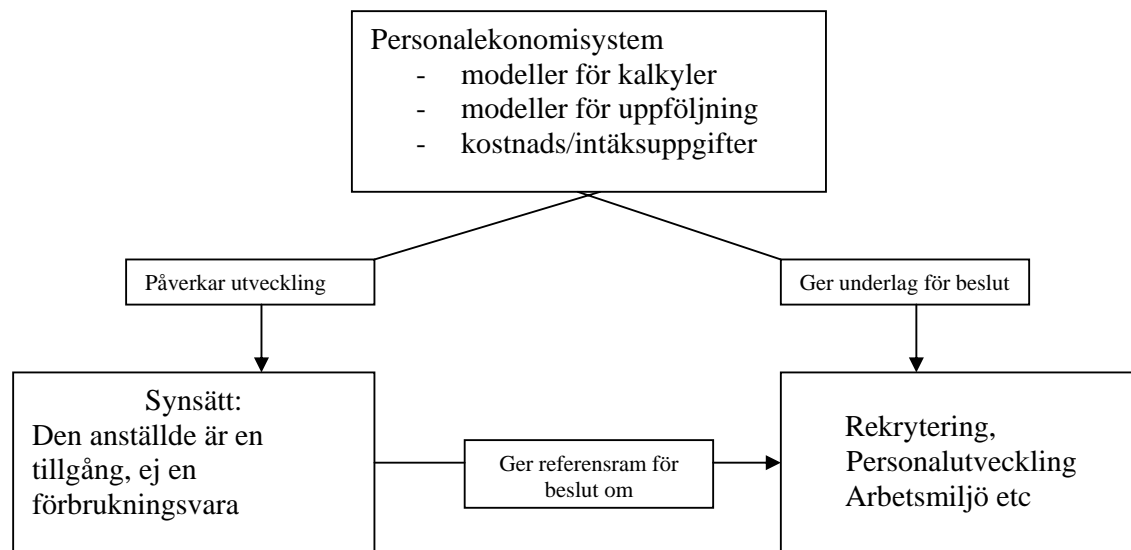 Personalekonomisystem
- modeller för kalkyler
- modeller för uppföljning
- kostnads/intäksuppgifter
Påverkar utveckling
Ger underlag för beslut
Synsätt:
Den anställde är en
tillgång, ej en
förbrukningsvara
Ger referensram för
beslut om
Rekrytering,
Personalutveckling
Arbetsmiljö etc